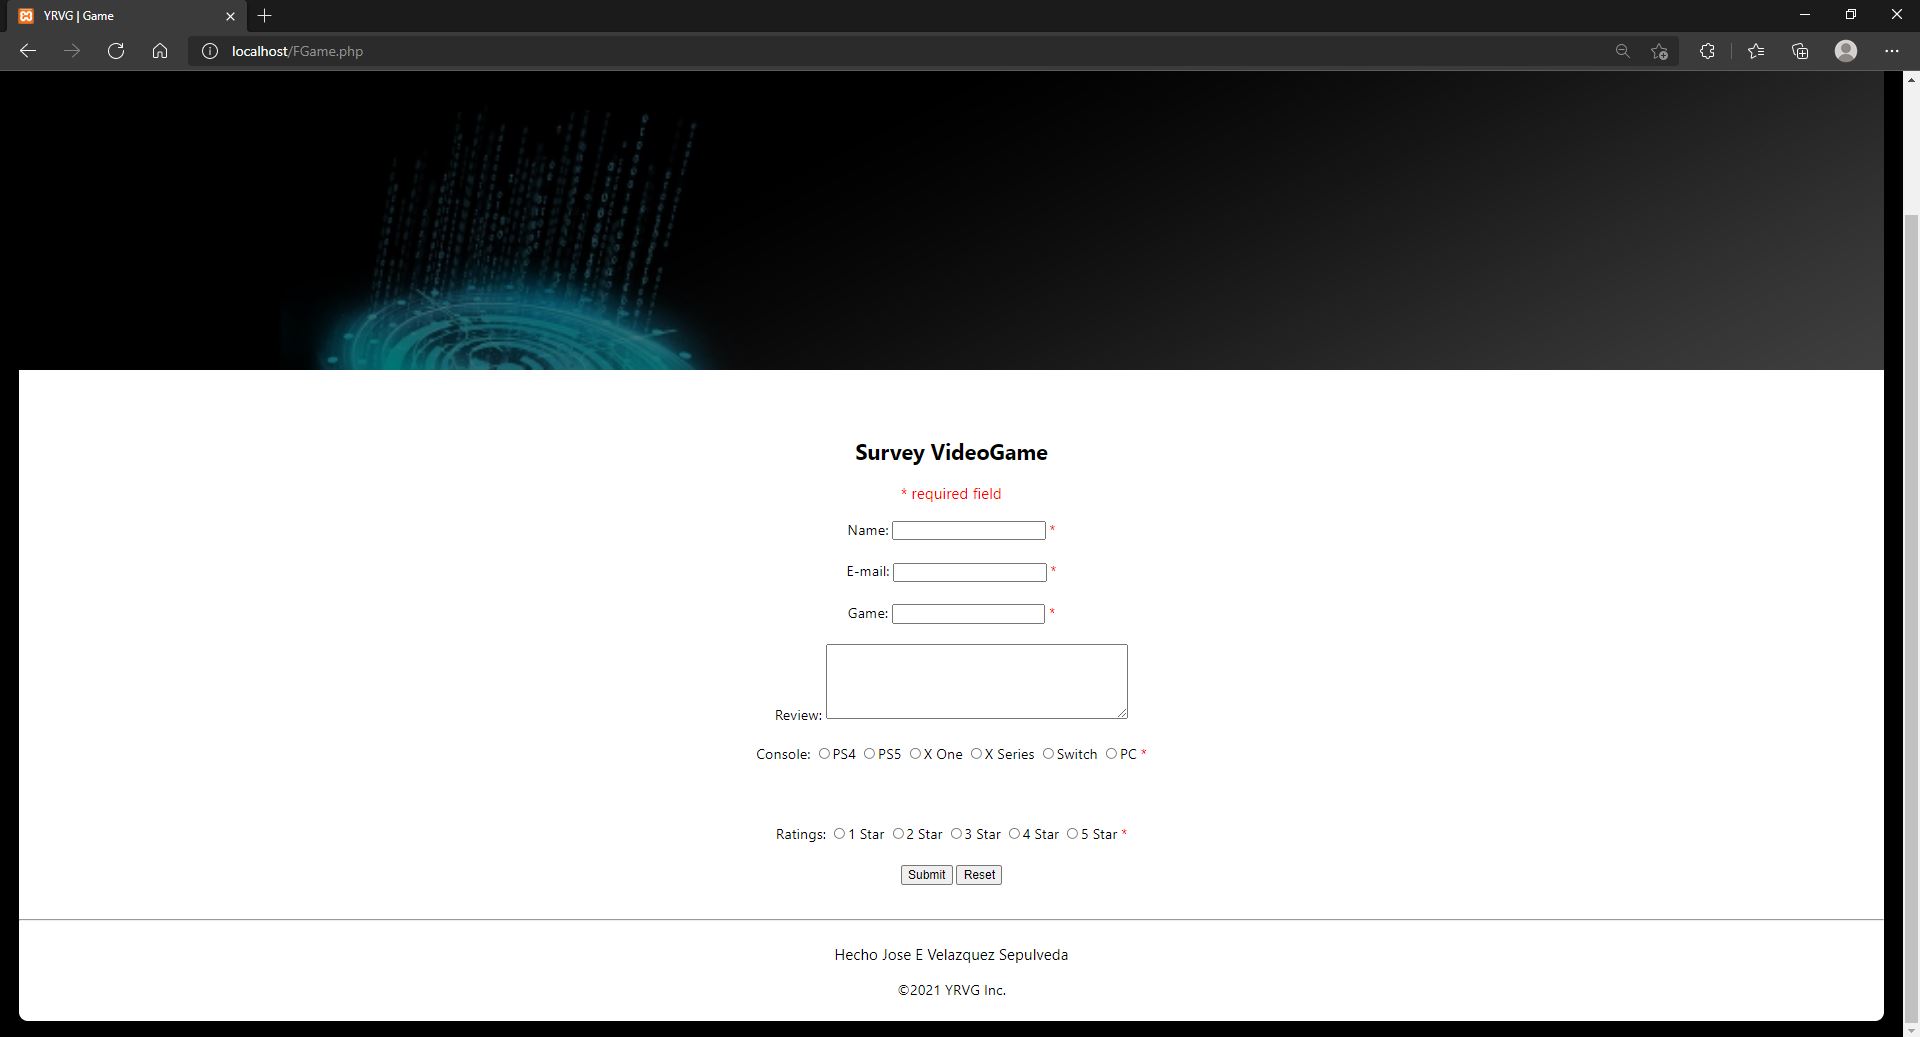 YRVG | Game
localhost/FGame.php
Survey VideoGame
* required field
Name: *
E-mail: *
Game: *
Review:
Console: PS4 PS5 X One X Series Switch PC *
Ratings: 1 Star 2 Star 3 Star 4 Star 5 Star *
Submit Reset
Hecho Jose E Velazquez Sepulveda
©2021 YRVG Inc.